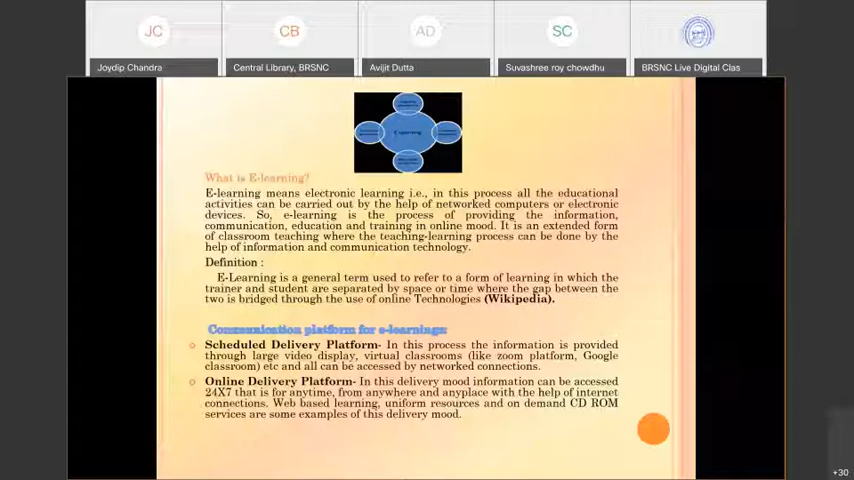 JC
CB
AD
SC
Joydip Chandra
Central Library, BRSNC
Avijit Dutta
Suvashree roy chowdhu
BRSNC Live Digital Clas
E-learning
What is E-learning?
E-learning means electronic learning i.e., in this process all the educational
activities can be carried out by the help of networked computers or electronic
devices. So, e-learning is the process of providing the information,
communication, education and training in online mood. It is an extended form
of classroom teaching where the teaching-learning process can be done by the
help of information and communication technology.
Definition :
E-Learning is a general term used to refer to a form of learning in which the
trainer and student are separated by space or time where the gap between the
two is bridged through the use of online Technologies (Wikipedia).
Communication platform for e-learnings:
Scheduled Delivery Platform- In this process the information is provided
through large video display, virtual classrooms (like zoom platform, Google
classroom) etc and all can be accessed by networked connections.
Online Delivery Platform- In this delivery mood information can be accessed
24X7 that is for anytime, from anywhere and anyplace with the help of internet
connections. Web based learning, uniform resources and on demand CD ROM
services are some examples of this delivery mood.
+30